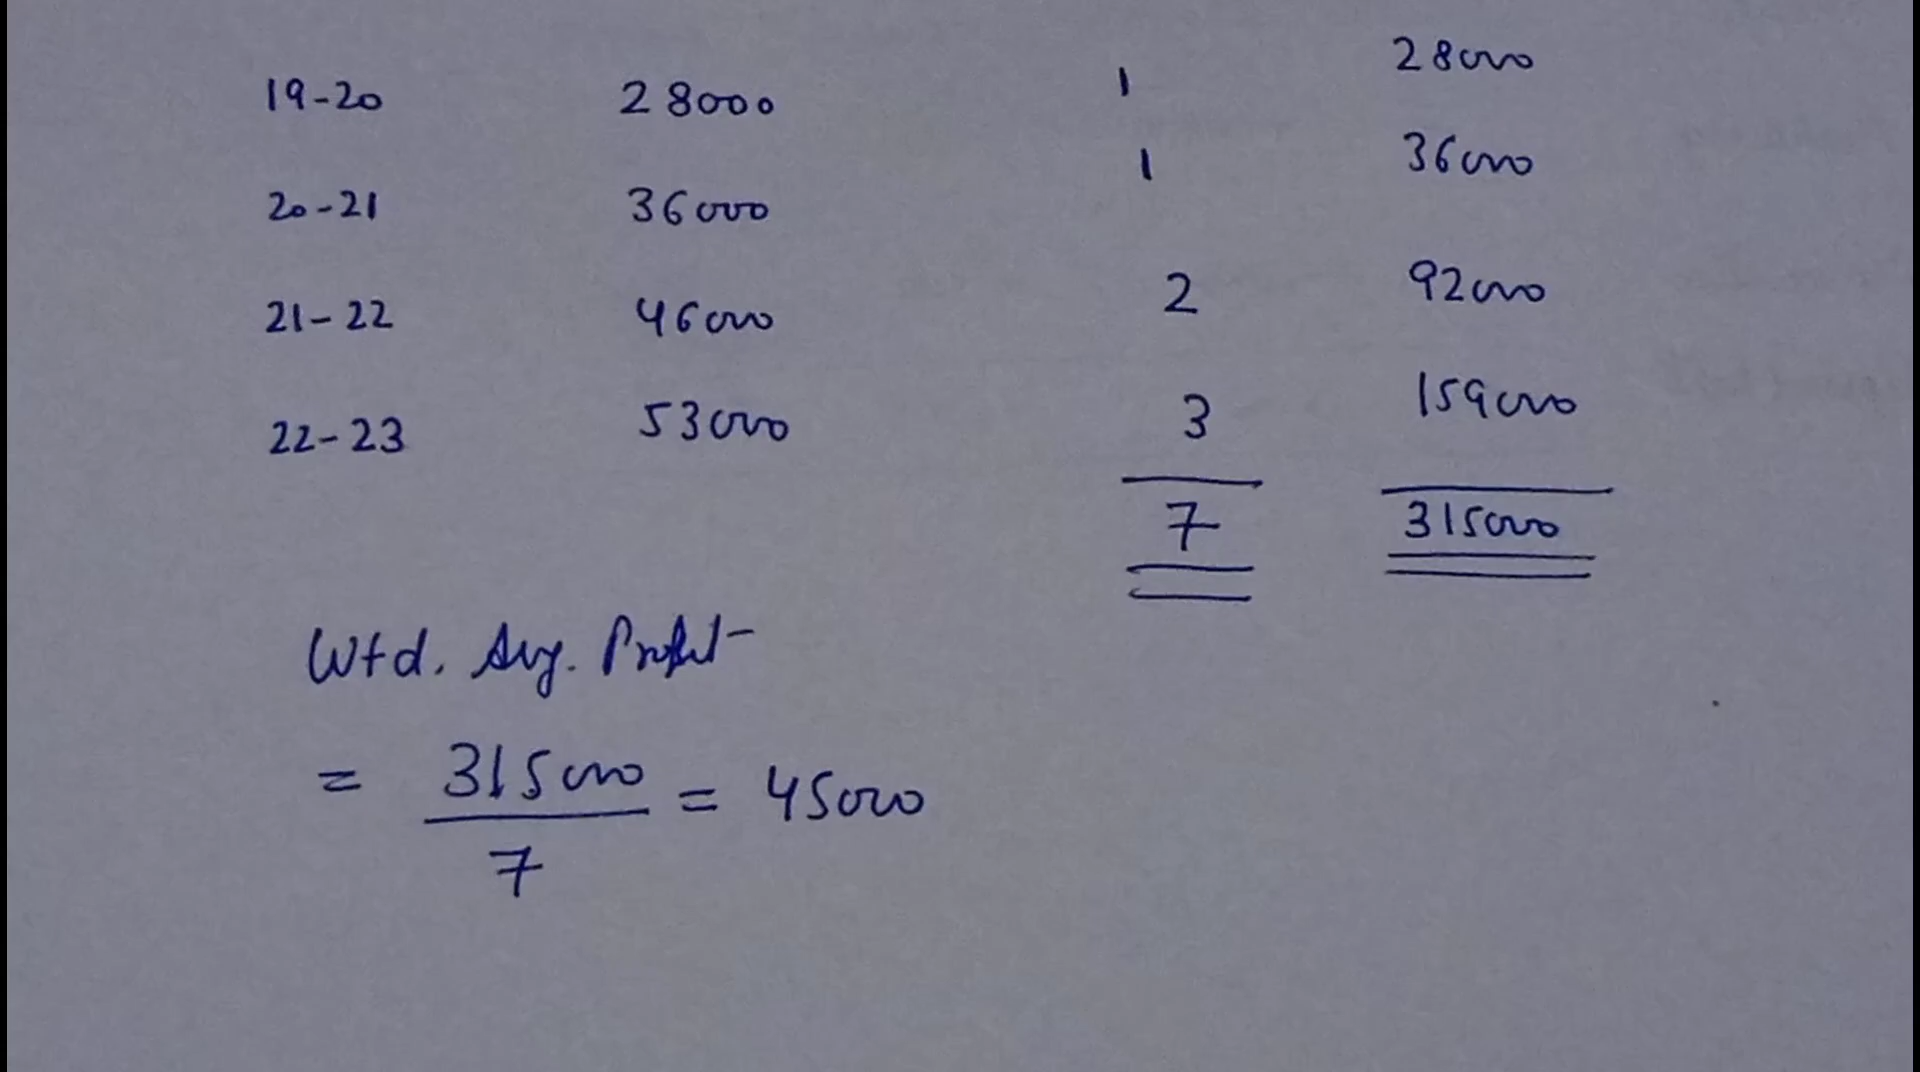 19-20 28000 1 28000
20-21 36000 1 36000
21-22 46000 2 92000
22-23 53000 3 159000
7 315000
Wtd. Avg. Profit
= 315000 / 7 = 45000